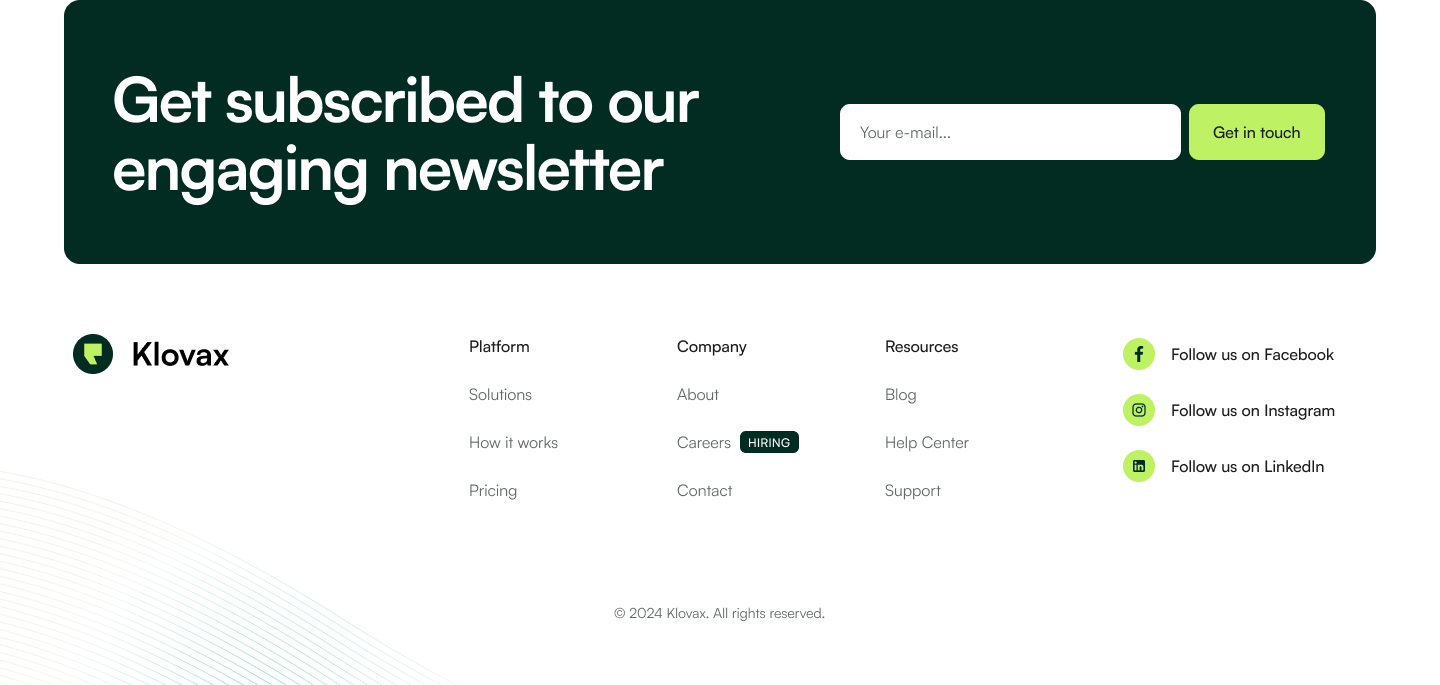 Get subscribed to our
engaging newsletter
Your e-mail...
Get in touch
Klovax
Platform
Solutions
How it works
Pricing
Company
About
Careers HIRING
Contact
Resources
Blog
Help Center
Support
Follow us on Facebook
Follow us on Instagram
Follow us on LinkedIn
© 2024 Klovax. All rights reserved.